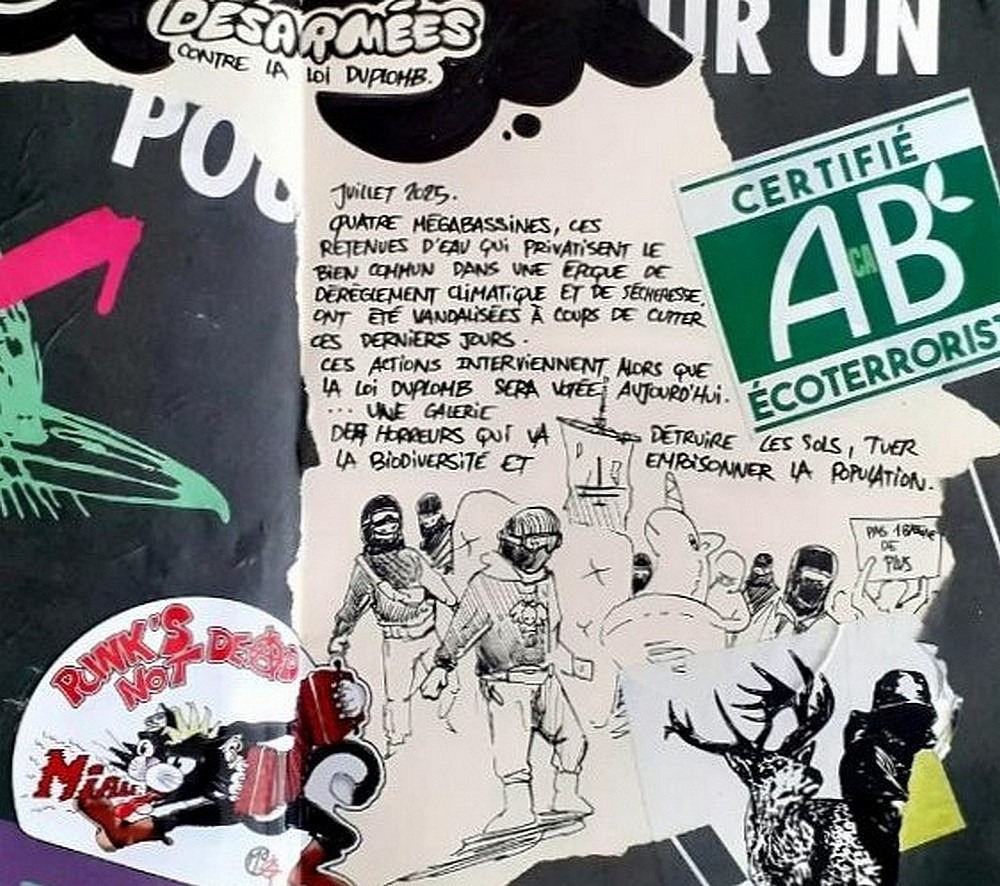 DÉSARMÉES
CONTRE LA LOI DUPLOMB.
UR UN
POU
JUILLET 2025.
QUATRE MÉGABASSINES, CES
RETENUES D'EAU QUI PRIVATISENT LE
BIEN COMMUN DANS UNE ÉPOQUE DE
DÉRÈGLEMENT CLIMATIQUE ET DE SÉCHERESSE.
ONT ÉTÉ VANDALISÉES À COUPS DE CUTTER
CES DERNIERS JOURS.
CES ACTIONS INTERVIENNENT ALORS QUE
LA LOI DUPLOMB SERA VOTÉE AUJOURD'HUI.
... UNE GALERIE
DES HORREURS QUI VA DÉTRUIRE LES SOLS, TUER
LA BIODIVERSITÉ ET EMPOISONNER LA POPULATION.
CERTIFIÉ
AB
CA
ÉCOTERRORIST
PAS 1 BASSINE
DE
PLUS
PUNK'S
NOT DEAD